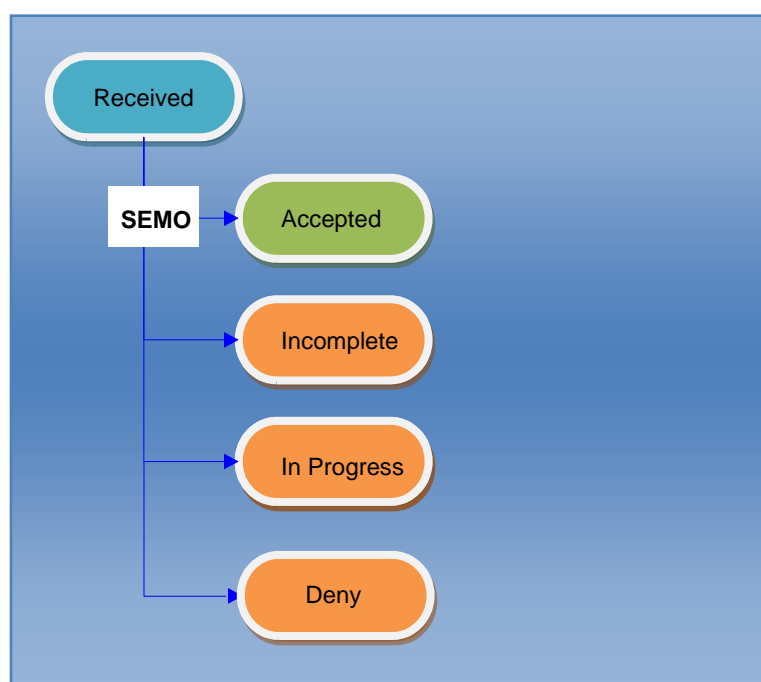 Received
SEMO
Accepted
Incomplete
In Progress
Deny